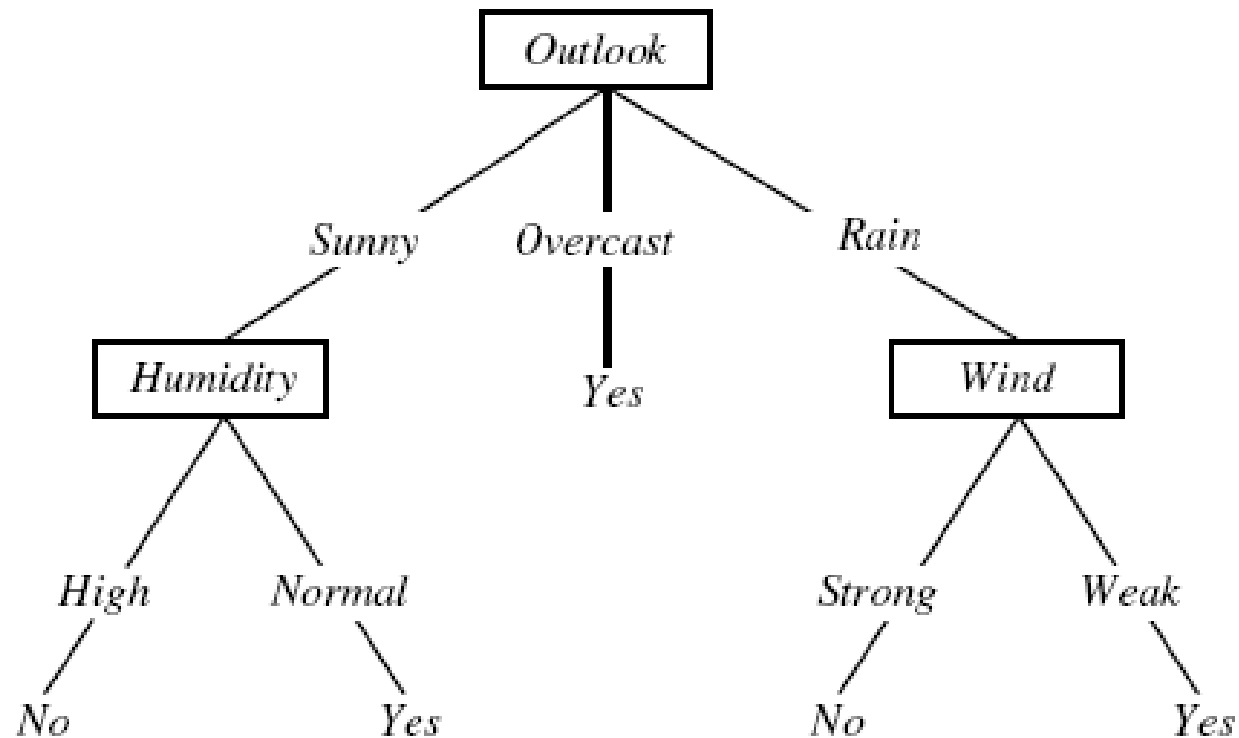 Outlook
Sunny Overcast Rain
Humidity Yes Wind
High Normal Strong Weak
No Yes No Yes